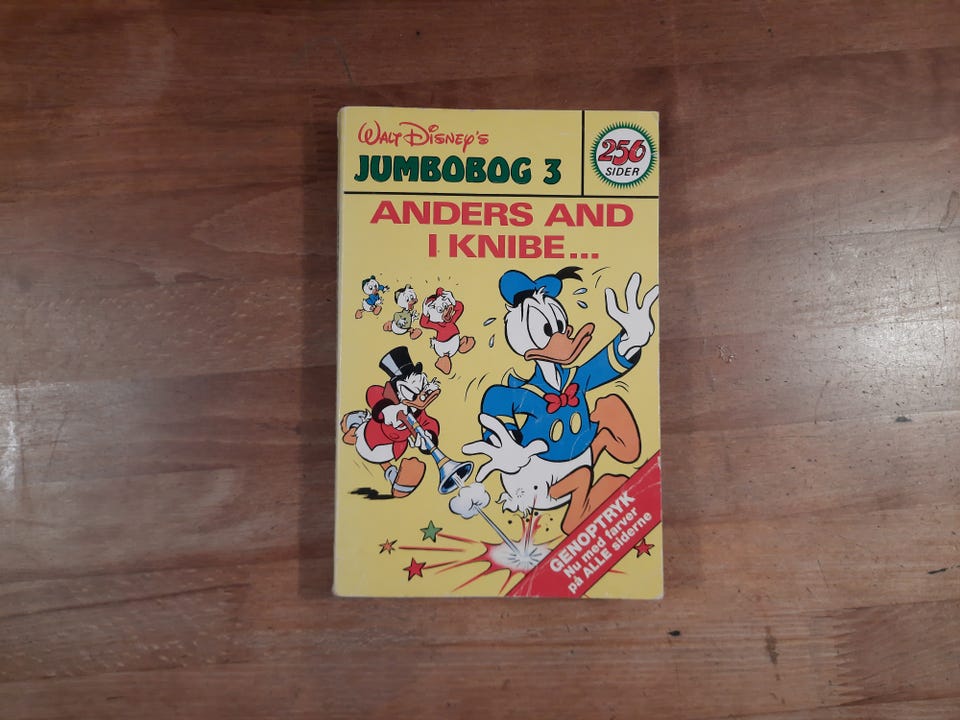 WALT DISNEY'S
JUMBOBOG 3
256
SIDER
ANDERS AND
I KNIBE...
GENOPTRYK
Nu med farver
på ALLE siderne